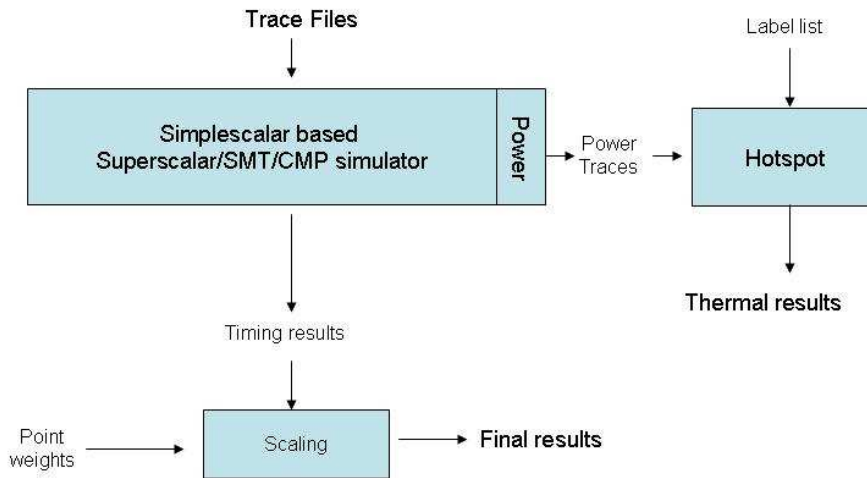 Trace Files
Label list
Simplescalar based
Superscalar/SMT/CMP simulator
Power
Power
Traces
Hotspot
Thermal results
Timing results
Point
weights
Scaling
Final results